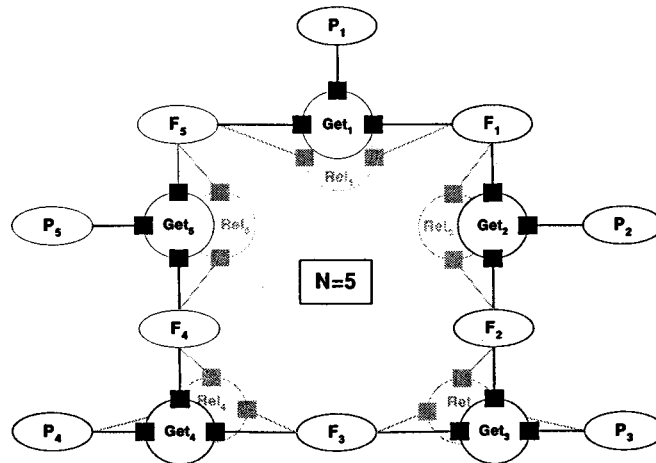 P₁
F₅ Get₁ F₁
Rel₁
P₅ Get₅ Rel₅ Rel₂ Get₂ P₂
N=5
F₄ F₂
P₄ Get₄ Rel₄ F₃ Rel Get₃ P₃